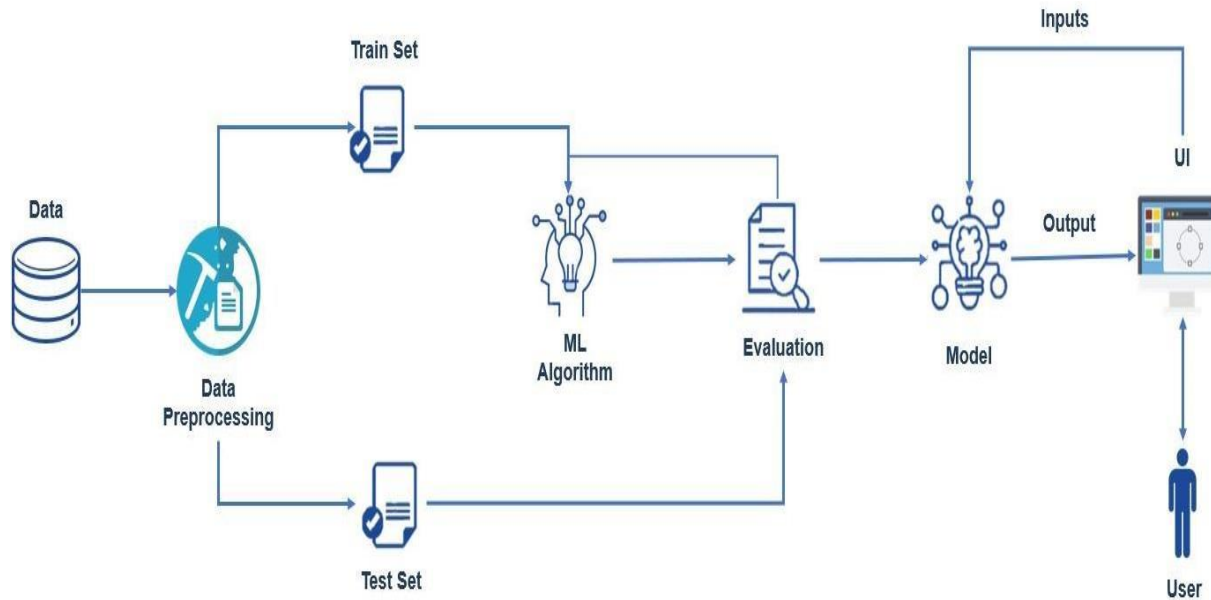 Inputs
Train Set
UI
Data
Output
ML
Algorithm
Evaluation
Model
Data
Preprocessing
Test Set
User